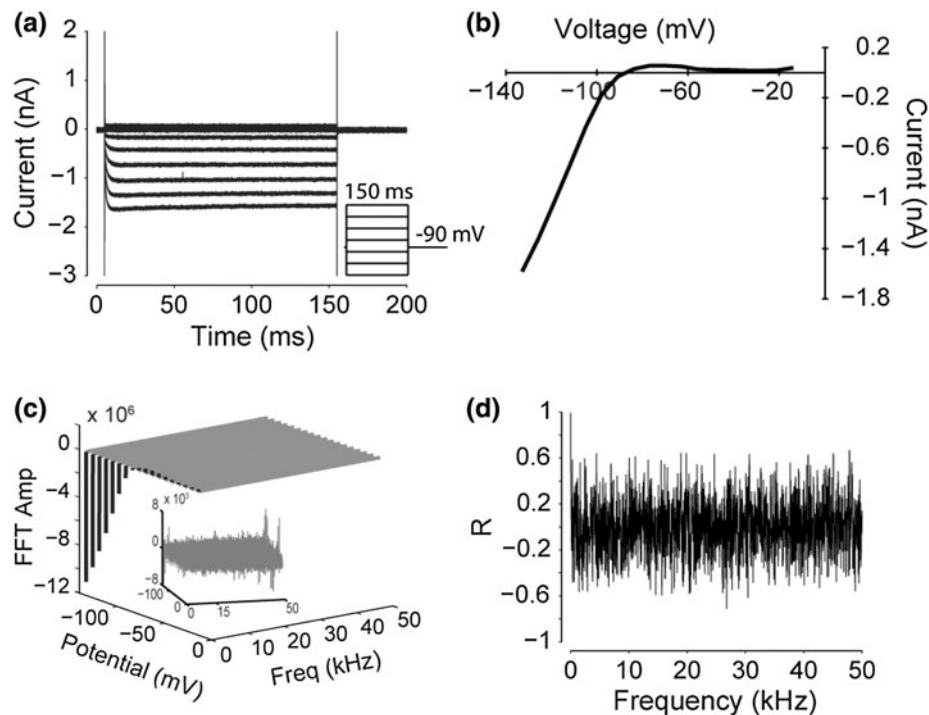 (a)
2
1
0
−1
−2
−3
Current (nA)
150 ms
-90 mV
0 50 100 150 200
Time (ms)
(b)
Voltage (mV)
−140 −100 −60 −20
0.2
−0.2
−0.6
−1
−1.4
−1.8
Current (nA)
(c)
x 10⁶
0
−4
−8
−12
FFT Amp
−100
−50
0
Potential (mV)
0 10 20 30 40 50
Freq (kHz)
8
0
−8
−100
0
0 15 50
(d)
1
0.6
0.2
−0.2
−0.6
−1
R
0 10 20 30 40 50
Frequency (kHz)